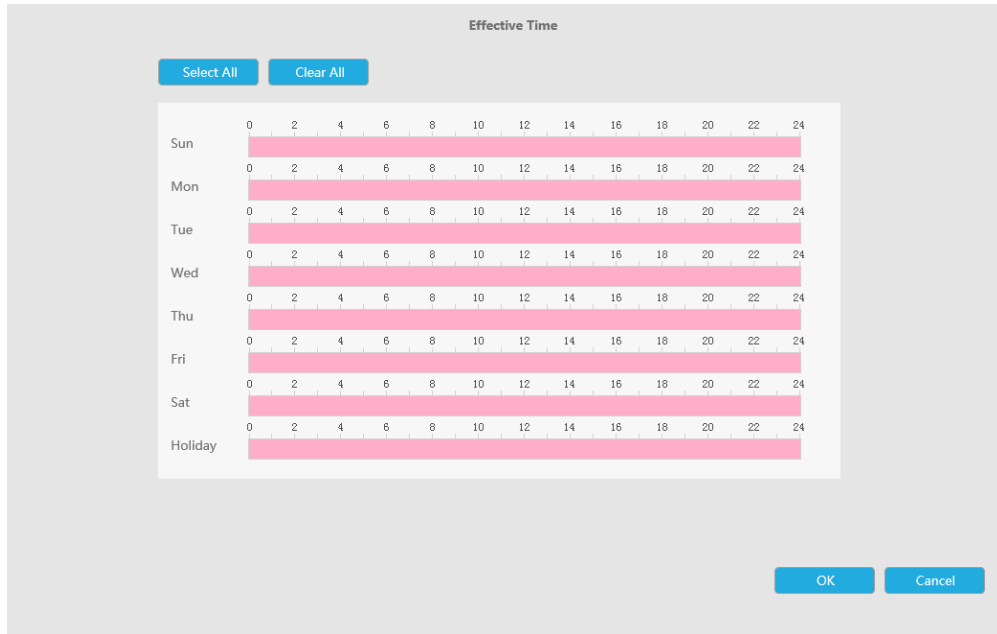 Effective Time
Select All Clear All
0 2 4 6 8 10 12 14 16 18 20 22 24
Sun
0 2 4 6 8 10 12 14 16 18 20 22 24
Mon
0 2 4 6 8 10 12 14 16 18 20 22 24
Tue
0 2 4 6 8 10 12 14 16 18 20 22 24
Wed
0 2 4 6 8 10 12 14 16 18 20 22 24
Thu
0 2 4 6 8 10 12 14 16 18 20 22 24
Fri
0 2 4 6 8 10 12 14 16 18 20 22 24
Sat
0 2 4 6 8 10 12 14 16 18 20 22 24
Holiday
OK Cancel